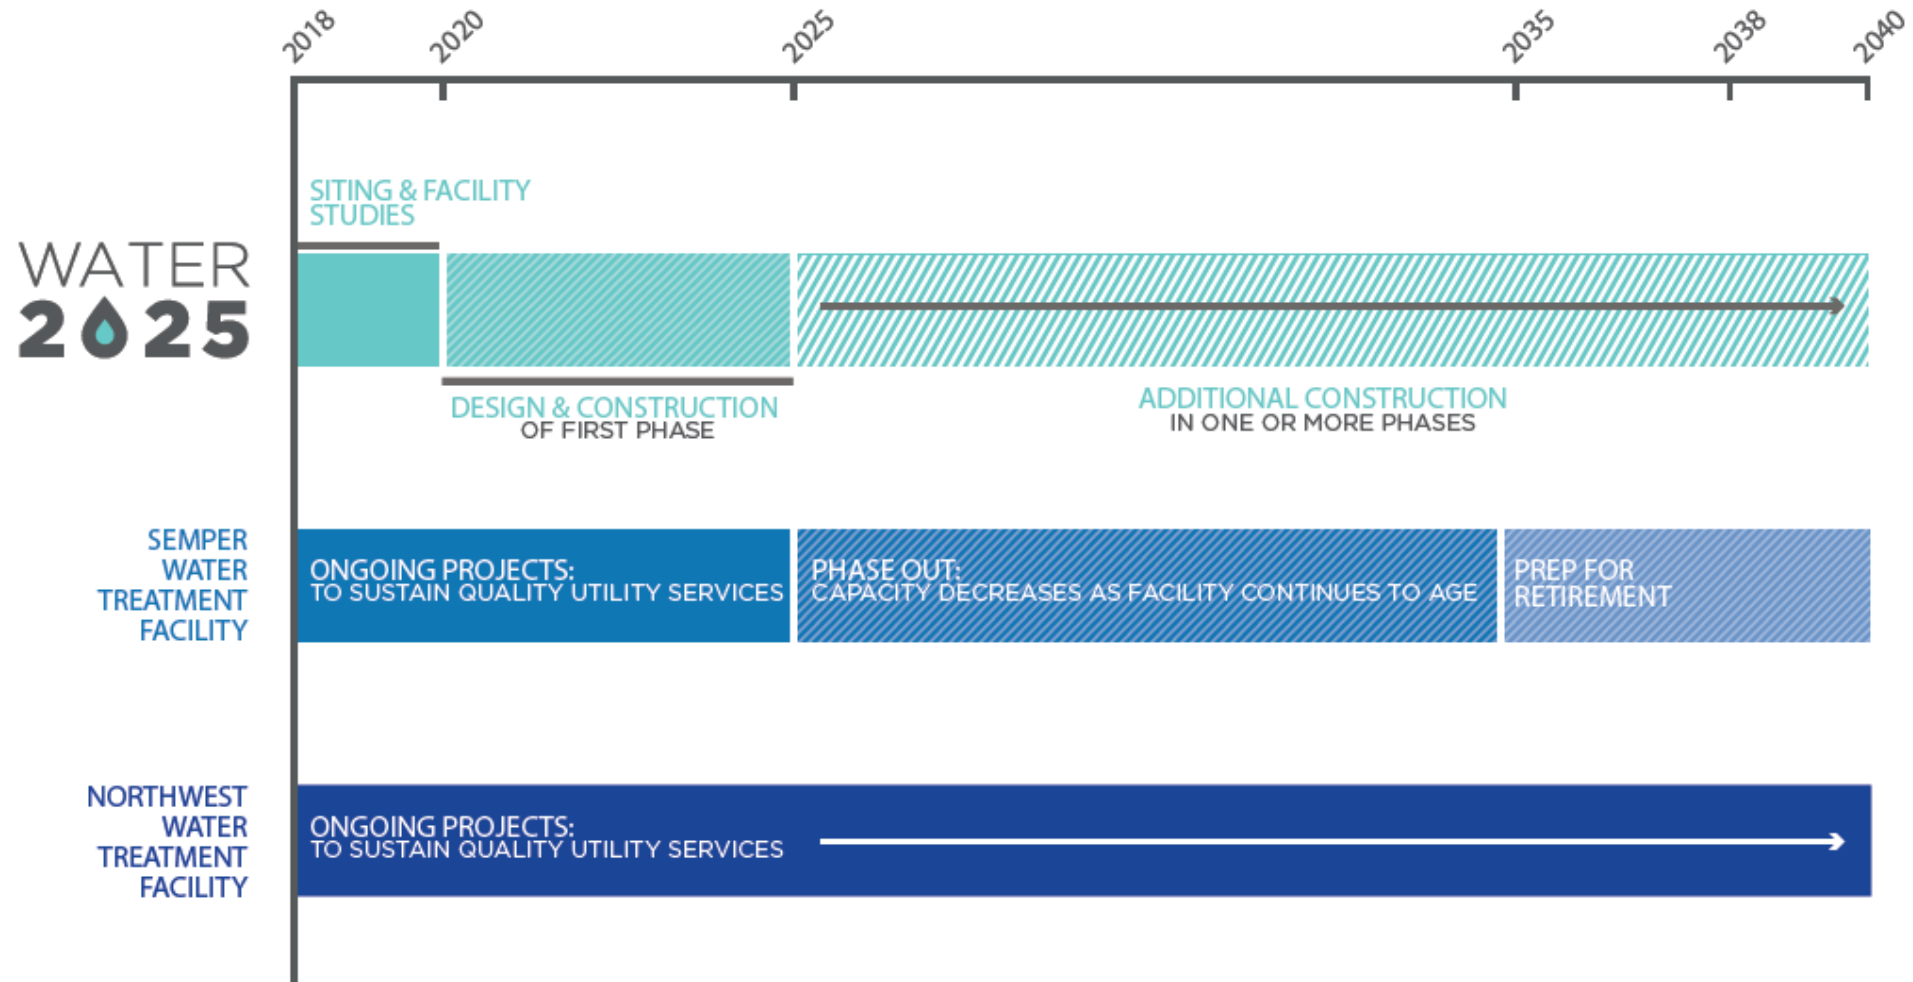 2018 2020 2025 2035 2038 2040
SITING & FACILITY
STUDIES
WATER
2025
DESIGN & CONSTRUCTION
OF FIRST PHASE
ADDITIONAL CONSTRUCTION
IN ONE OR MORE PHASES
SEMPER
WATER
TREATMENT
FACILITY
ONGOING PROJECTS:
TO SUSTAIN QUALITY UTILITY SERVICES
PHASE OUT:
CAPACITY DECREASES AS FACILITY CONTINUES TO AGE
PREP FOR
RETIREMENT
NORTHWEST
WATER
TREATMENT
FACILITY
ONGOING PROJECTS:
TO SUSTAIN QUALITY UTILITY SERVICES